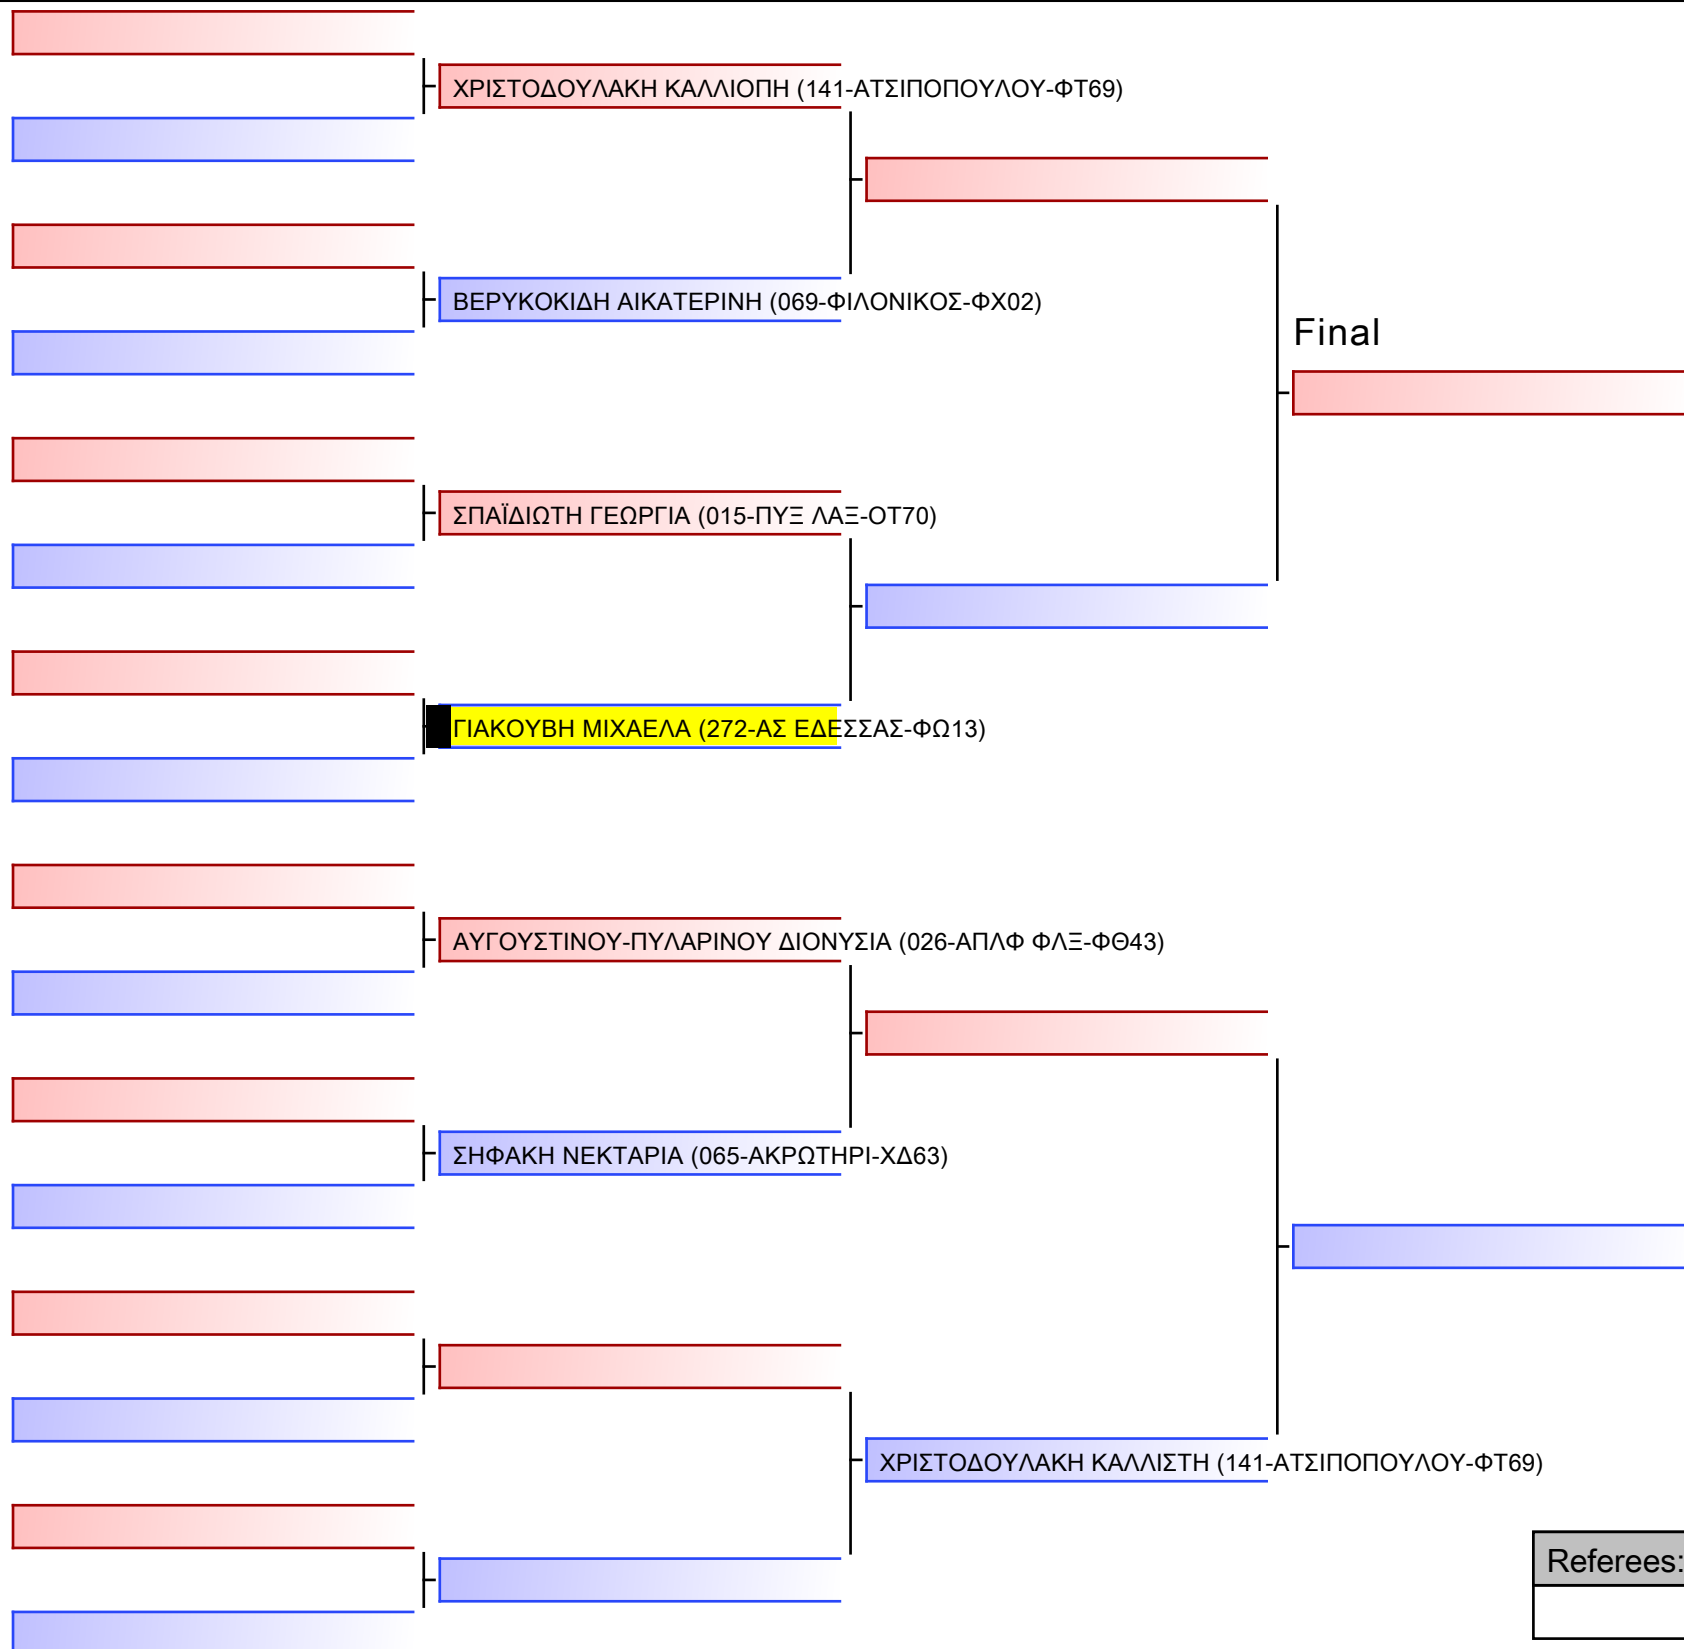 ΧΡΙΣΤΟΔΟΥΛΑΚΗ ΚΑΛΛΙΟΠΗ (141-ΑΤΣΙΠΟΠΟΥΛΟΥ-ΦΤ69)
ΒΕΡΥΚΟΚΙΔΗ ΑΙΚΑΤΕΡΙΝΗ (069-ΦΙΛΟΝΙΚΟΣ-ΦΧ02)
Final
ΣΠΑΪΔΙΩΤΗ ΓΕΩΡΓΙΑ (015-ΠΥΞ ΛΑΞ-ΟΤ70)
ΓΙΑΚΟΥΒΗ ΜΙΧΑΕΛΑ (272-ΑΣ ΕΔΕΣΣΑΣ-ΦΩ13)
ΑΥΓΟΥΣΤΙΝΟΥ-ΠΥΛΑΡΙΝΟΥ ΔΙΟΝΥΣΙΑ (026-ΑΠΛΦ ΦΛΞ-ΦΘ43)
ΣΗΦΑΚΗ ΝΕΚΤΑΡΙΑ (065-ΑΚΡΩΤΗΡΙ-ΧΔ63)
ΧΡΙΣΤΟΔΟΥΛΑΚΗ ΚΑΛΛΙΣΤΗ (141-ΑΤΣΙΠΟΠΟΥΛΟΥ-ΦΤ69)
Referees: